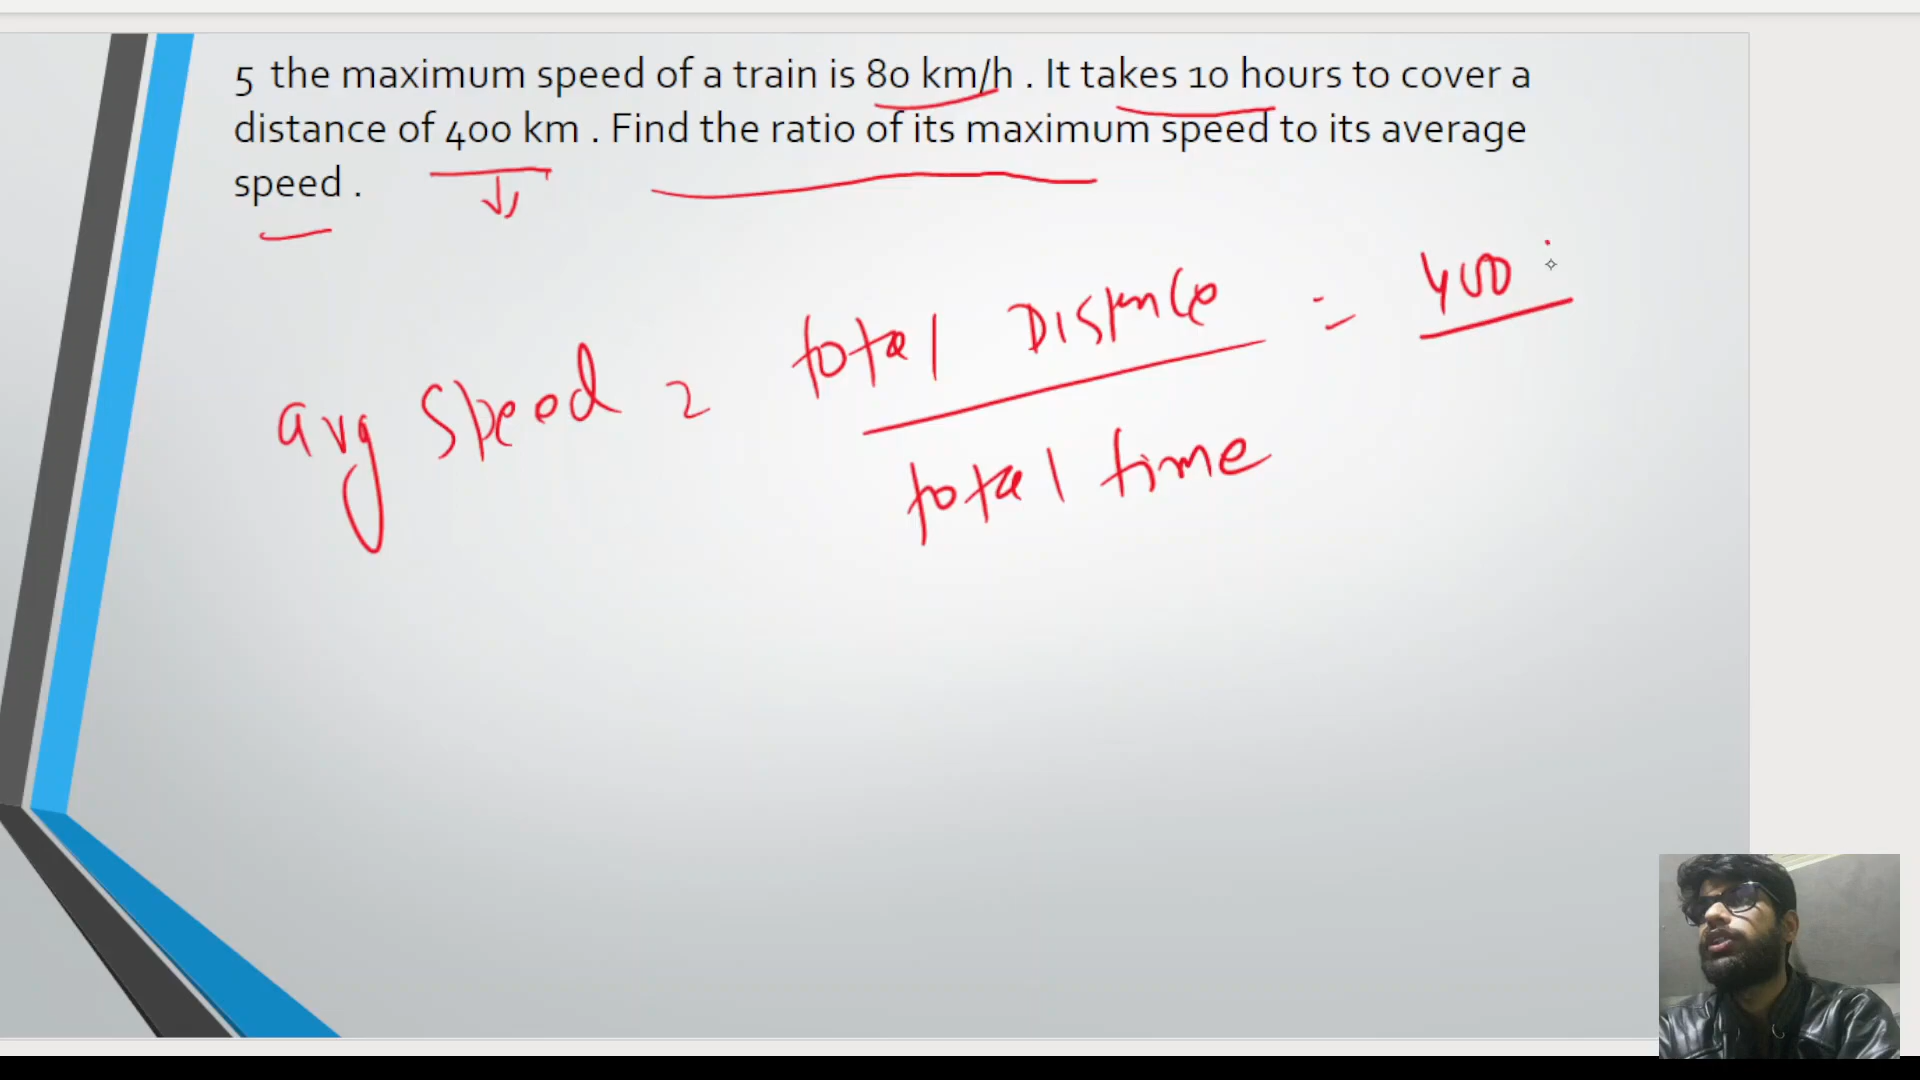 5 the maximum speed of a train is 80 km/h . It takes 10 hours to cover a
distance of 400 km . Find the ratio of its maximum speed to its average
speed .
avg speed = total Distance = 400
total time